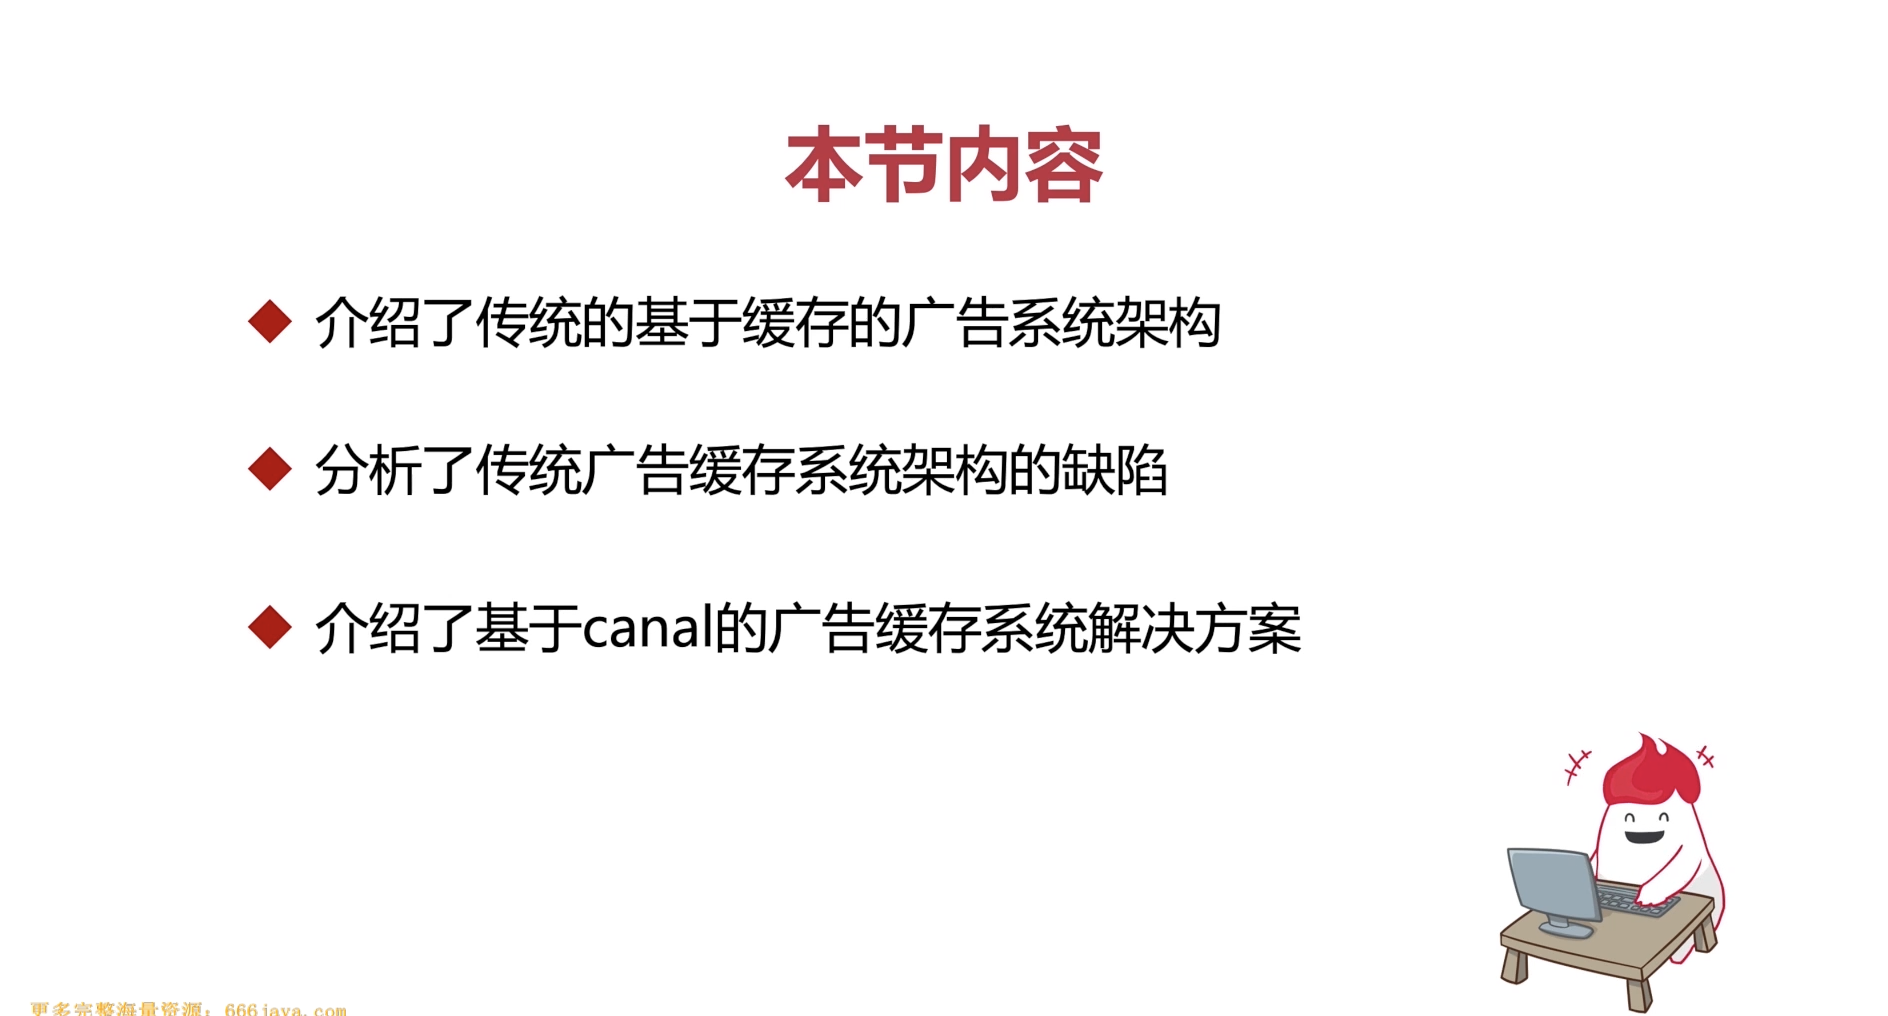 本节内容
介绍了传统的基于缓存的广告系统架构
分析了传统广告缓存系统架构的缺陷
介绍了基于canal的广告缓存系统解决方案
更多完整海量资源：666java.com